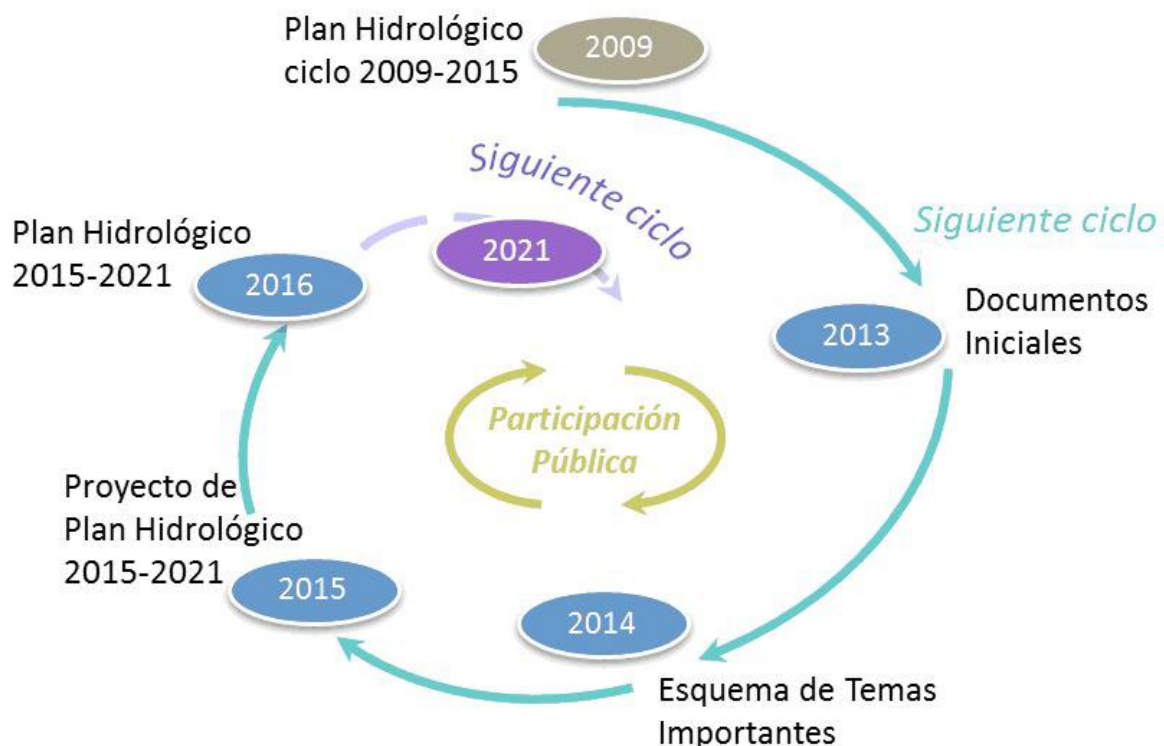 Plan Hidrológico
ciclo 2009-2015
2009
Siguiente ciclo
Siguiente ciclo
Plan Hidrológico
2015-2021
2021
2016
2013
Documentos
Iniciales
Participación
Pública
Proyecto de
Plan Hidrológico
2015-2021
2015
2014
Esquema de Temas
Importantes